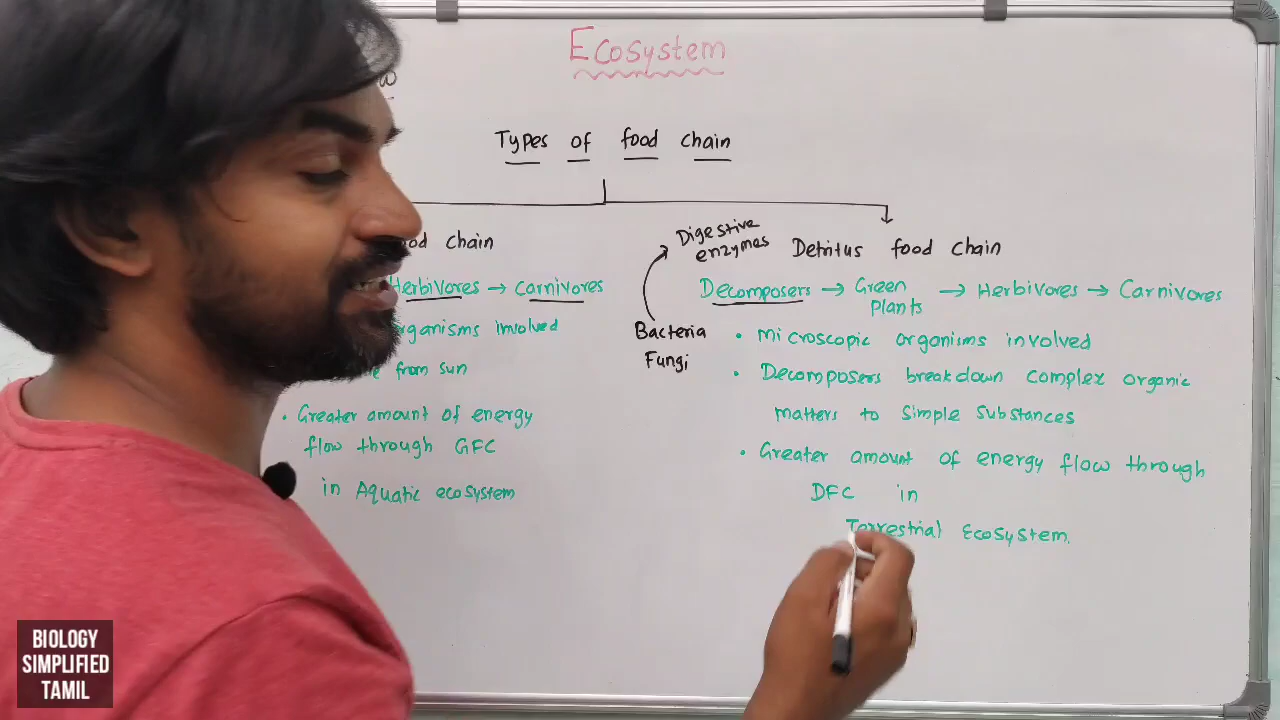 Ecosystem
Types of food chain
food chain
Herbivores → Carnivores
organisms involved
from sun
• Greater amount of energy
flow through GFC
in Aquatic ecosystem
Digestive
enzymes
Bacteria
Fungi
Detritus food chain
Decomposers → Green Plants → Herbivores → Carnivores
• Microscopic organisms involved
• Decomposers breakdown complex organic
matters to simple substances
• Greater amount of energy flow through
DFC in
Terrestrial Ecosystem.
BIOLOGY
SIMPLIFIED
TAMIL